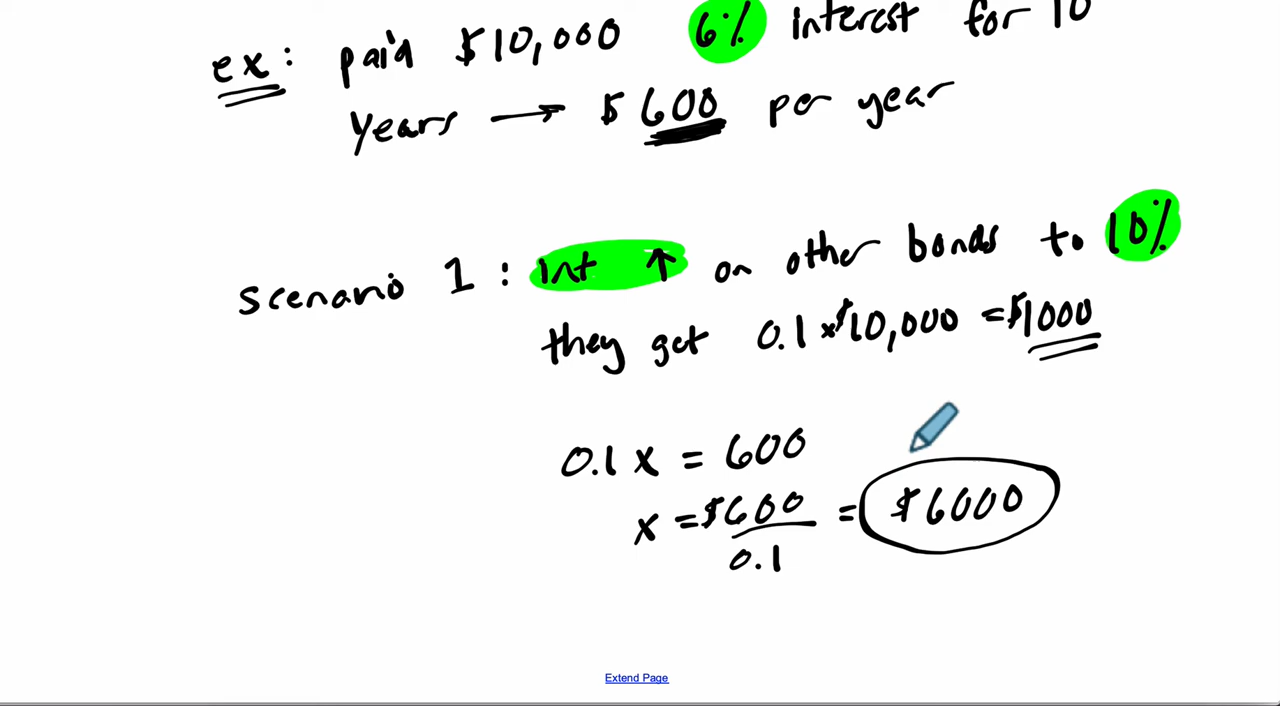 ex: paid $10,000 6% interest for 10
years → $600 per year
scenario 1: int ↑ on other bonds to 10%
they get 0.1 x $10,000 = $1000
0.1 x = 600
x = $600 / 0.1 = $6000
Extend Page